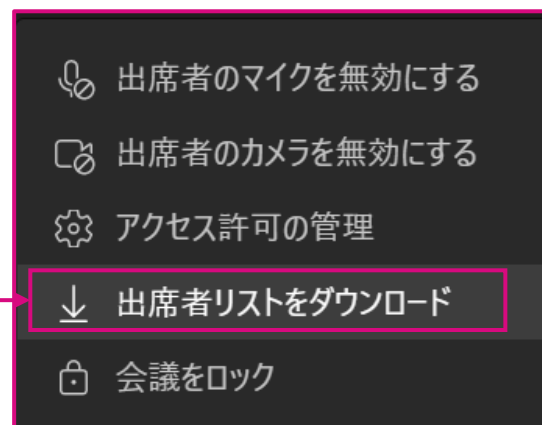 出席者のマイクを無効にする
出席者のカメラを無効にする
アクセス許可の管理
出席者リストをダウンロード
会議をロック